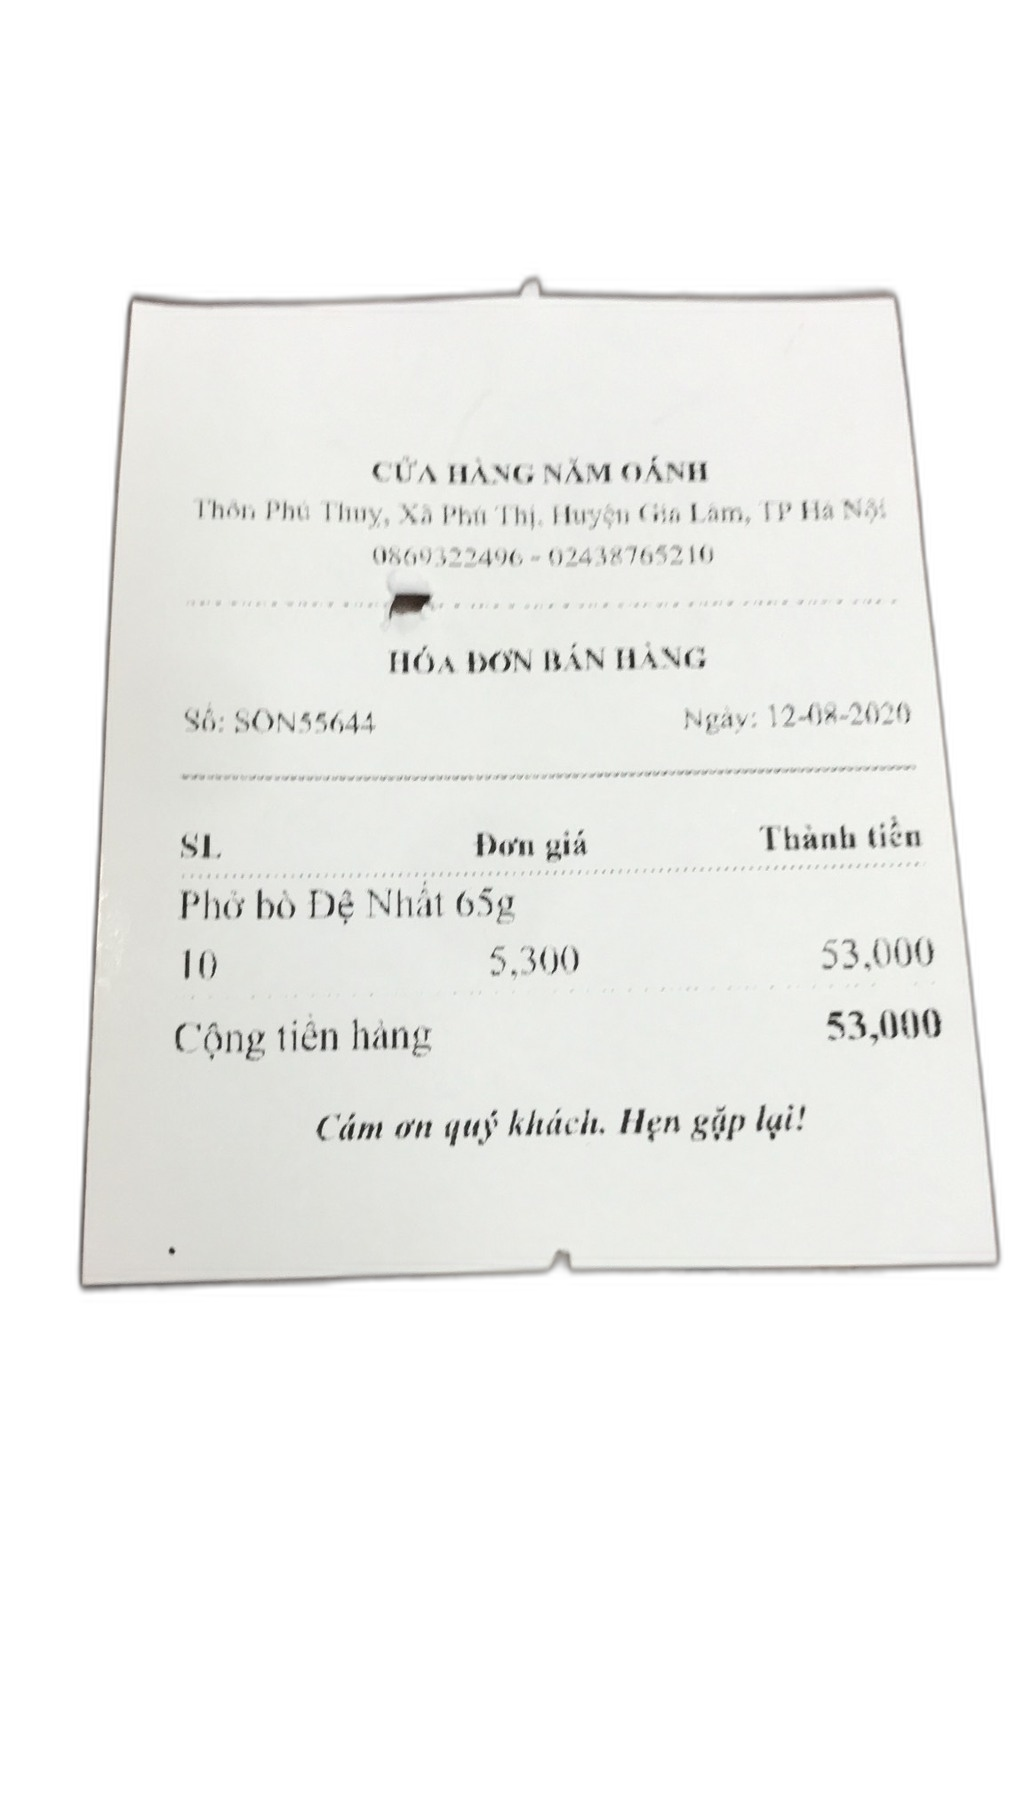 CỬA HÀNG NĂM OÁNH
Thôn Phú Thuỵ, Xã Phú Thị, Huyện Gia Lâm, TP Hà Nội
0869322496 - 02438765210
HÓA ĐƠN BÁN HÀNG
Số: SON55644 Ngày: 12-08-2020
SL Đơn giá Thành tiền
Phở bò Đệ Nhất 65g
10 5,300 53,000
Cộng tiền hàng 53,000
Cám ơn quý khách. Hẹn gặp lại!